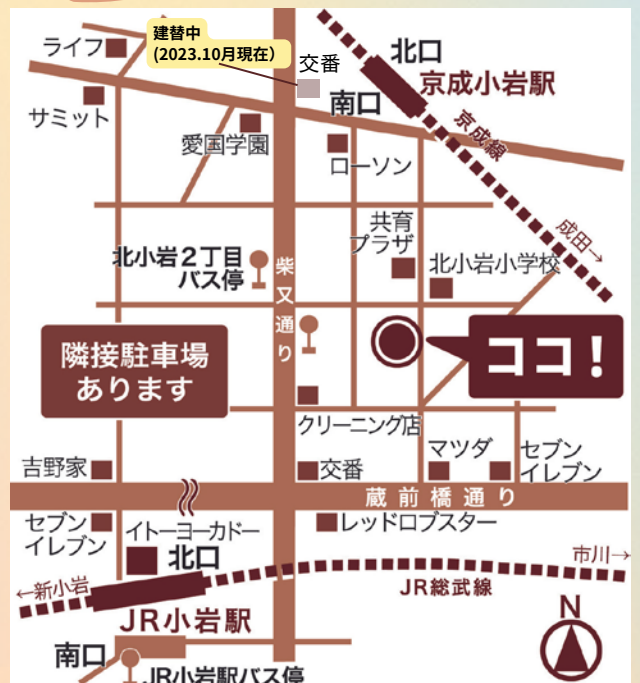 建替中
(2023.10月現在）
ライフ
交番
北口
京成小岩駅
サミット
南口
愛国学園
ローソン
京成線
共育
プラザ
成田→
北小岩２丁目
バス停
北小岩小学校
柴又通り
隣接駐車場
あります
ココ！
クリーニング店
吉野家
交番
マツダ
セブン
イレブン
蔵前橋通り
セブン
イレブン
イトーヨーカドー
レッドロブスター
北口
市川→
←新小岩
JR総武線
JR小岩駅
N
南口
JR小岩駅バス停